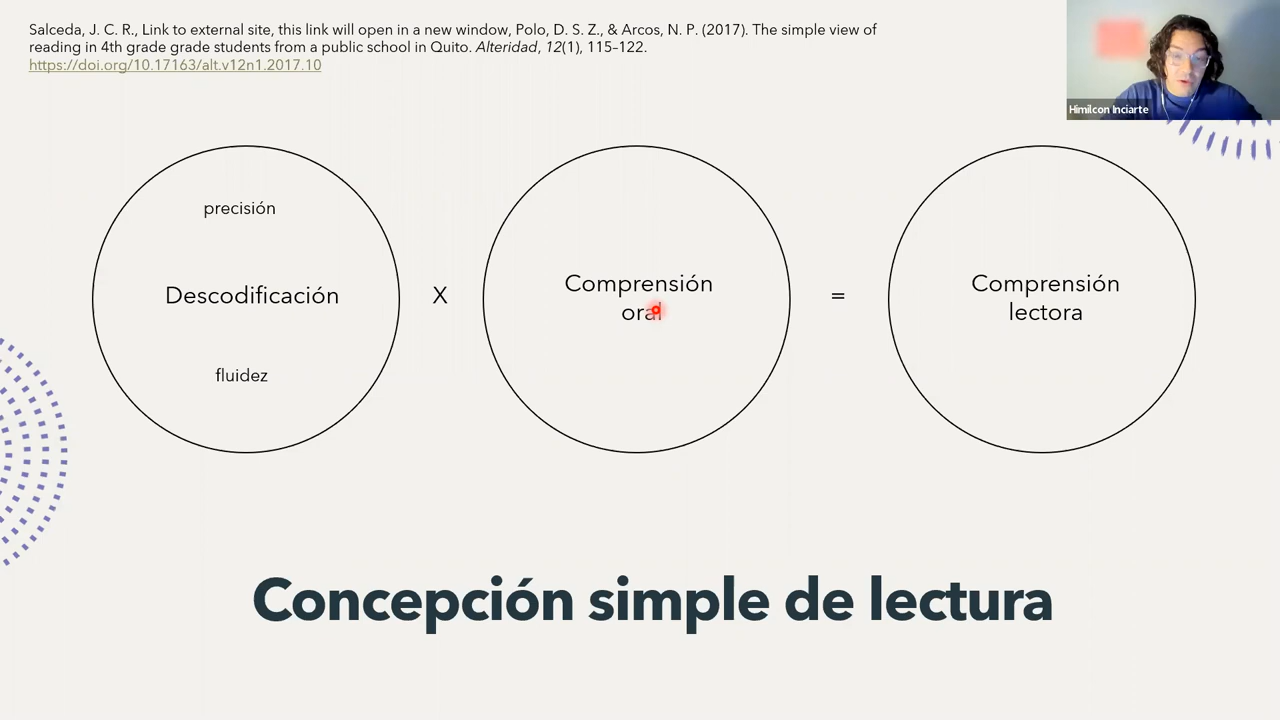 Salceda, J. C. R., Link to external site, this link will open in a new window, Polo, D. S. Z., & Arcos, N. P. (2017). The simple view of
reading in 4th grade grade students from a public school in Quito. Alteridad, 12(1), 115–122.
https://doi.org/10.17163/alt.v12n1.2017.10
Himilcon Inciarte
precisión
Descodificación
fluidez
X
Comprensión
oral
=
Comprensión
lectora
Concepción simple de lectura